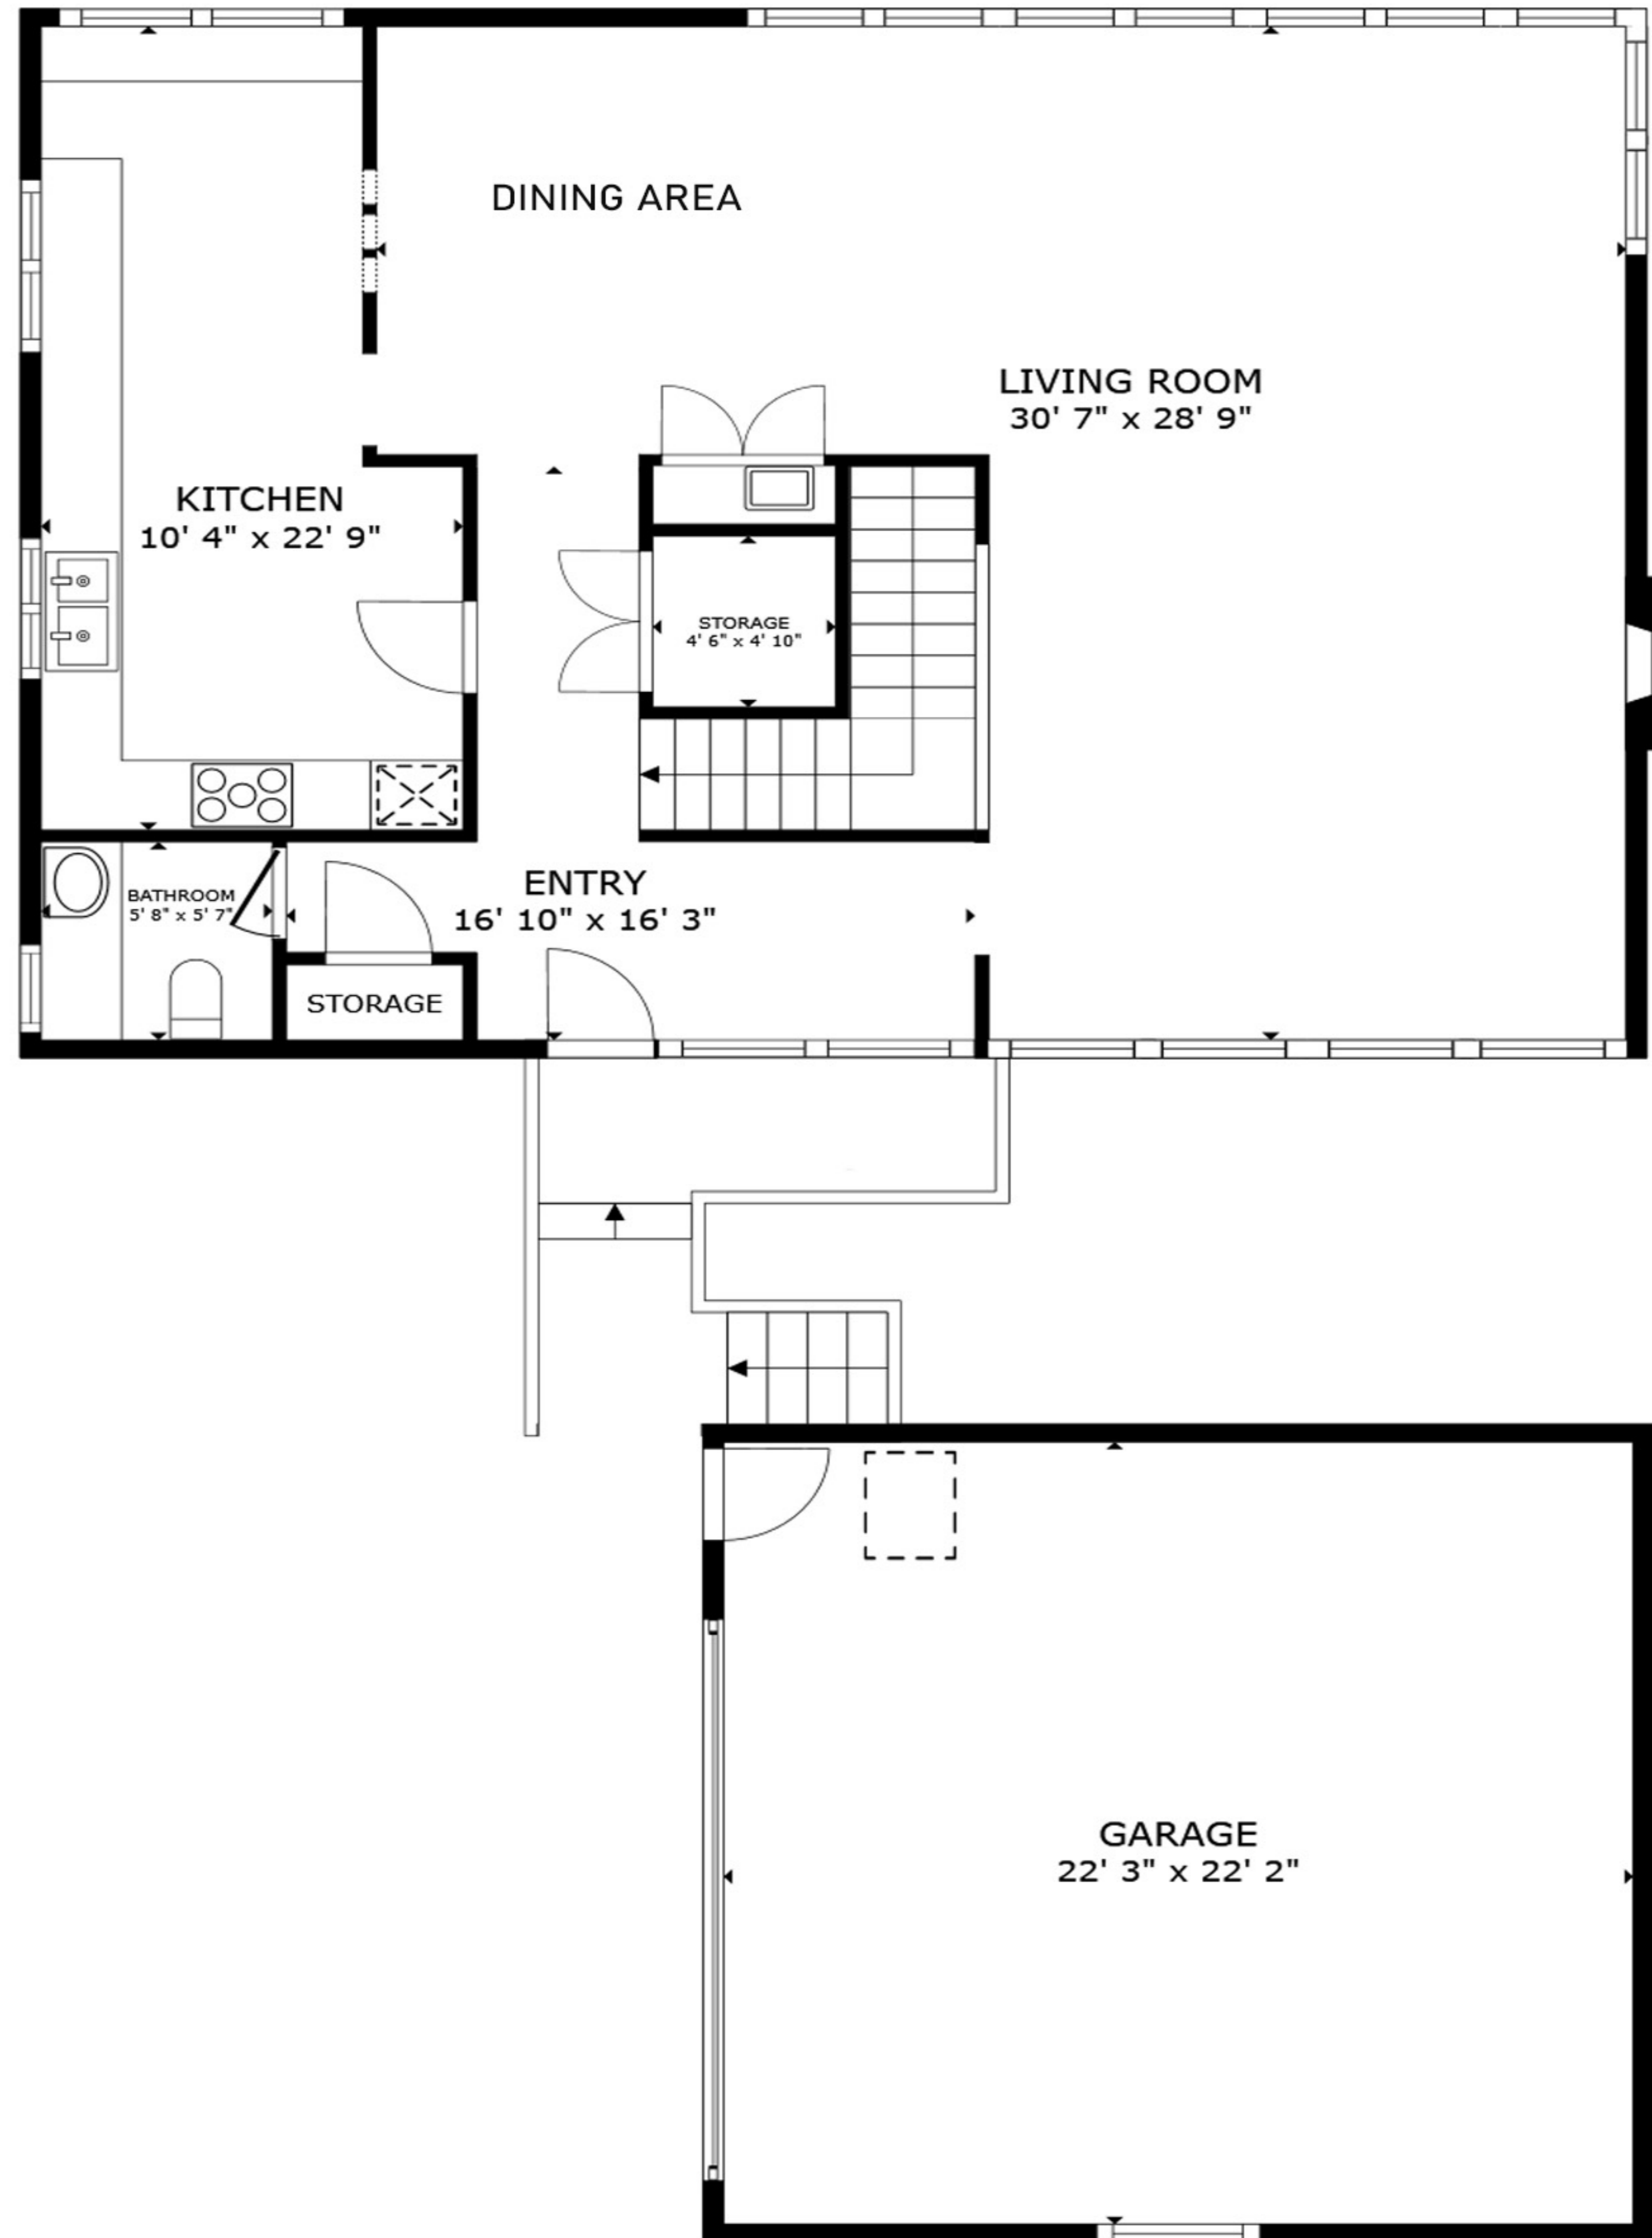 DINING AREA
LIVING ROOM
30' 7" x 28' 9"
KITCHEN
10' 4" x 22' 9"
STORAGE
4' 6" x 4' 10"
BATHROOM
5' 8" x 5' 7"
ENTRY
16' 10" x 16' 3"
STORAGE
GARAGE
22' 3" x 22' 2"